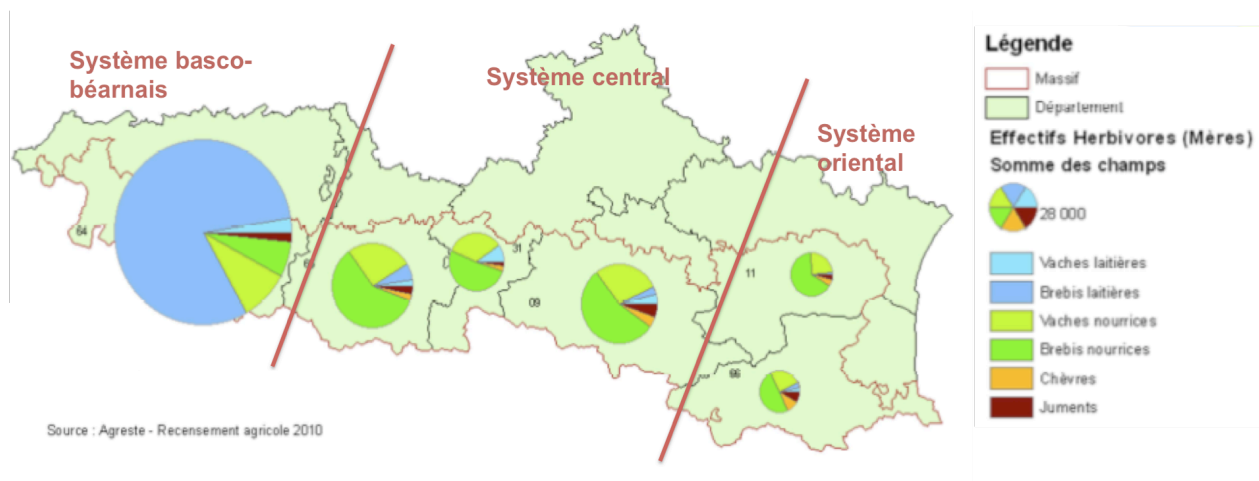 Système basco-
béarnais
Système central
Système
oriental
64
31
11
09
66
Source : Agreste - Recensement agricole 2010
Légende
Massif
Département
Effectifs Herbivores (Mères)
Somme des champs
28 000
Vaches laitières
Brebis laitières
Vaches nourrices
Brebis nourrices
Chèvres
Juments